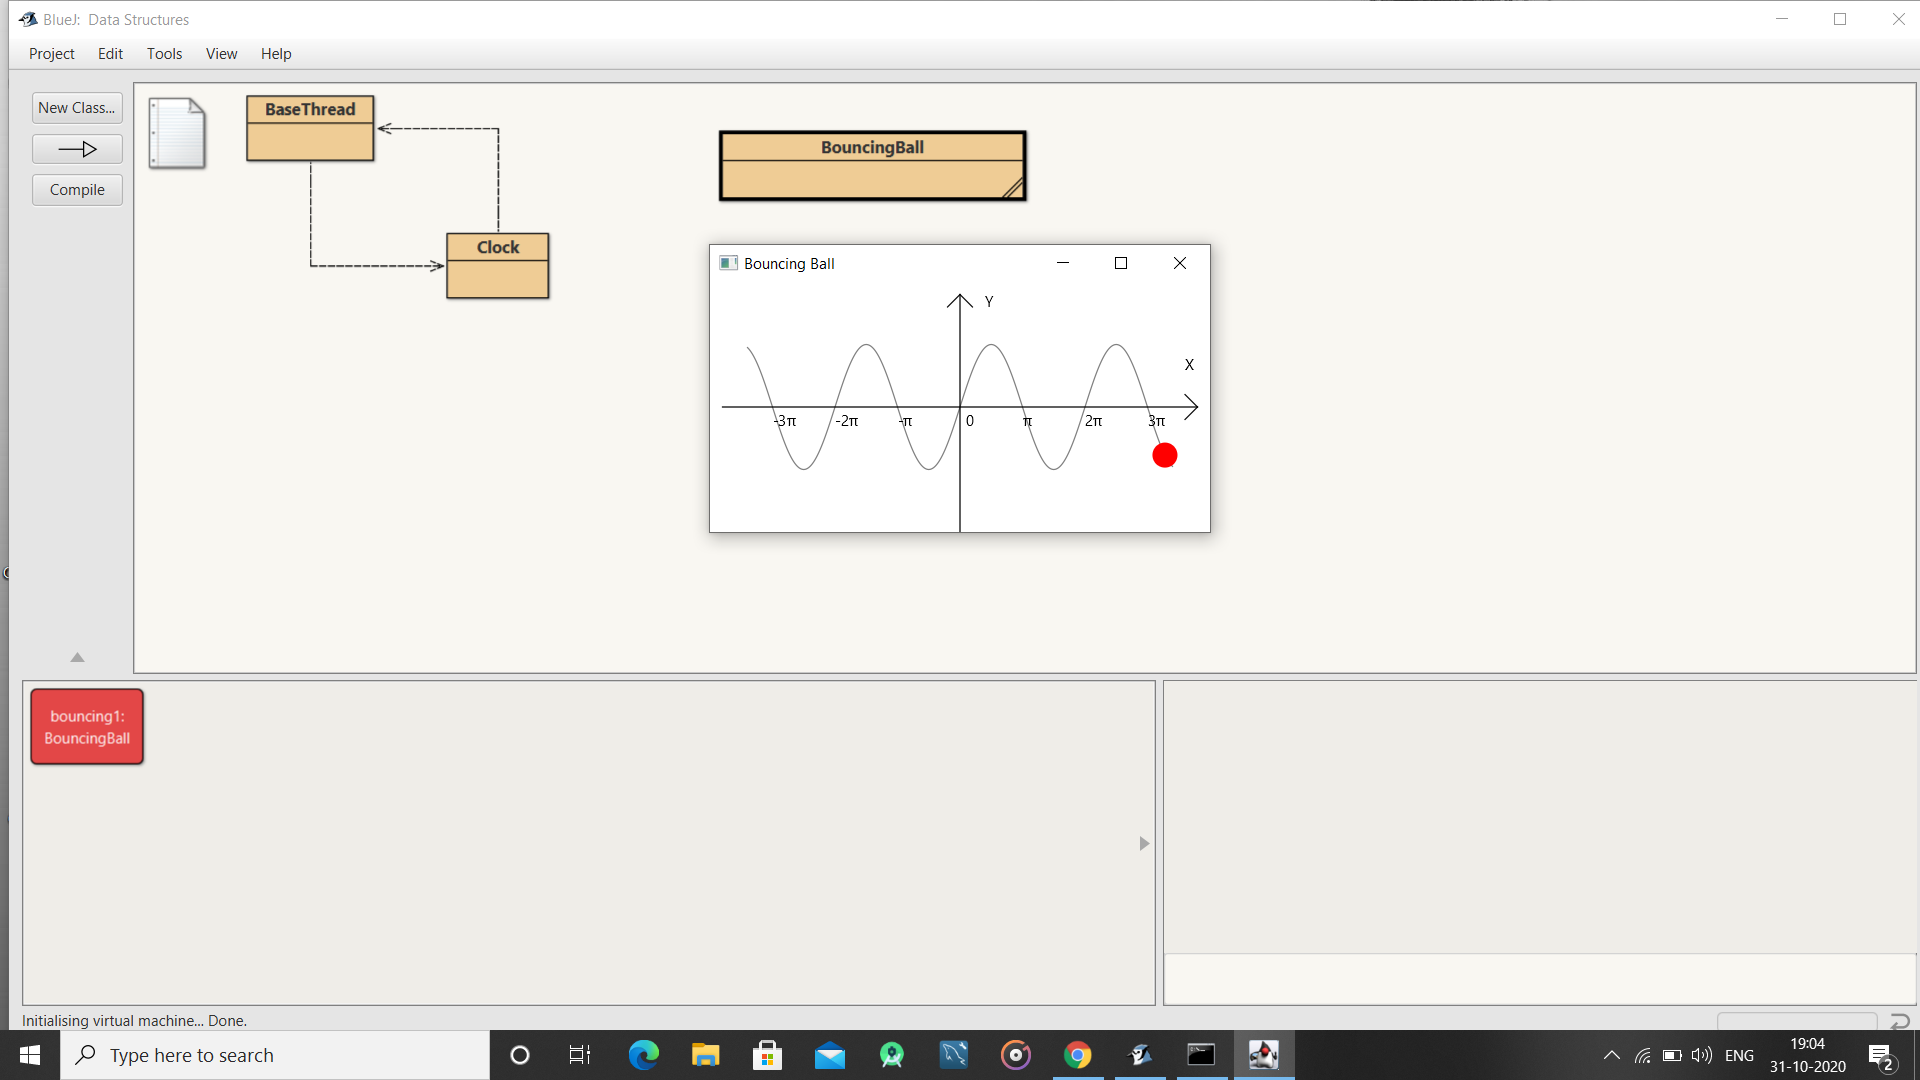 BlueJ:  Data Structures
Project Edit Tools View Help
New Class...
Compile
BaseThread
BouncingBall
Clock
Bouncing Ball
Y
X
-3π -2π -π 0 π 2π 3π
bouncing1:
BouncingBall
Initialising virtual machine... Done.
Type here to search
ENG
19:04
31-10-2020
2